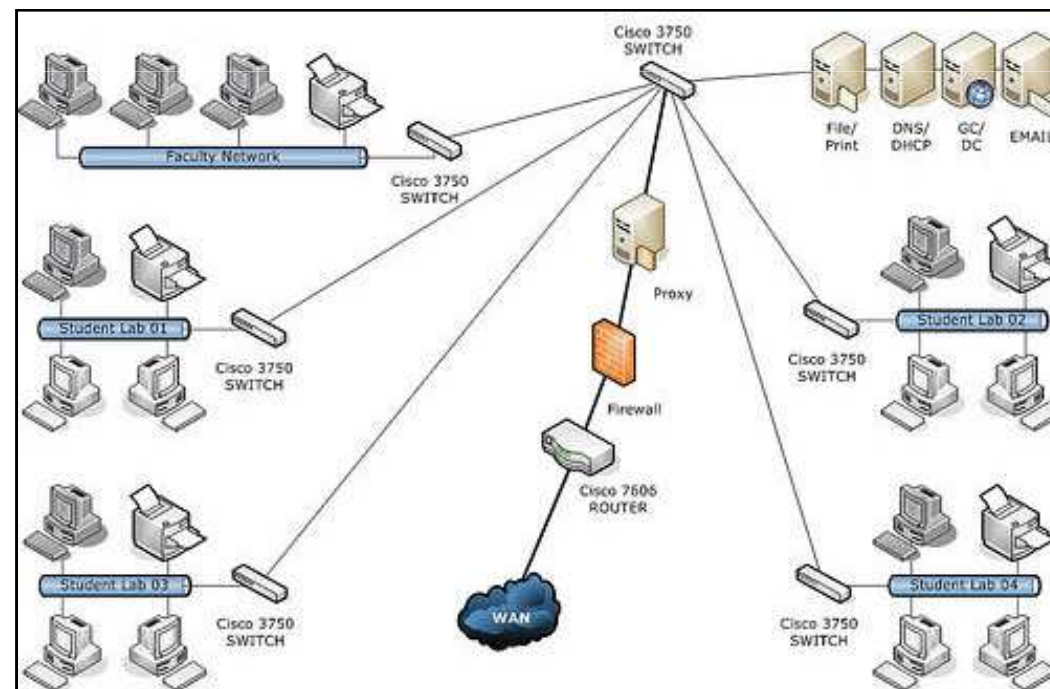 Cisco 3750
SWITCH
File/
Print
DNS/
DHCP
GC/
DC
EMAIL
Faculty Network
Cisco 3750
SWITCH
Proxy
Student Lab 01
Cisco 3750
SWITCH
Student Lab 02
Cisco 3750
SWITCH
Firewall
Cisco 7606
ROUTER
Student Lab 03
Cisco 3750
SWITCH
WAN
Student Lab 04
Cisco 3750
SWITCH